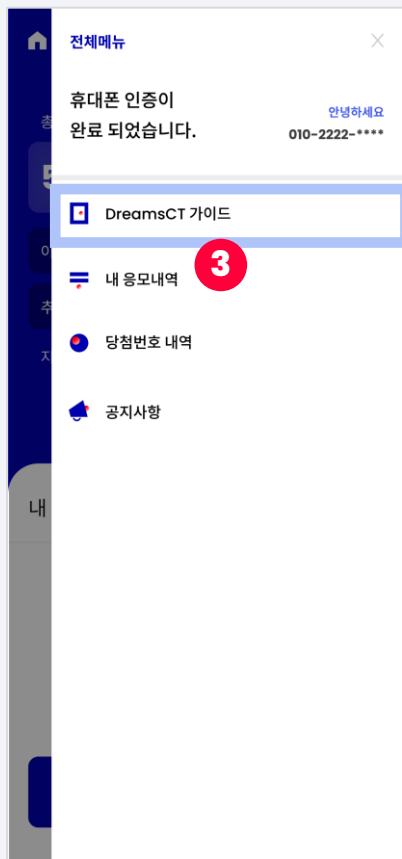 전체메뉴
휴대폰 인증이
완료 되었습니다.
안녕하세요
010-2222-****
DreamsCT 가이드
3
내 응모내역
당첨번호 내역
공지사항
총
내